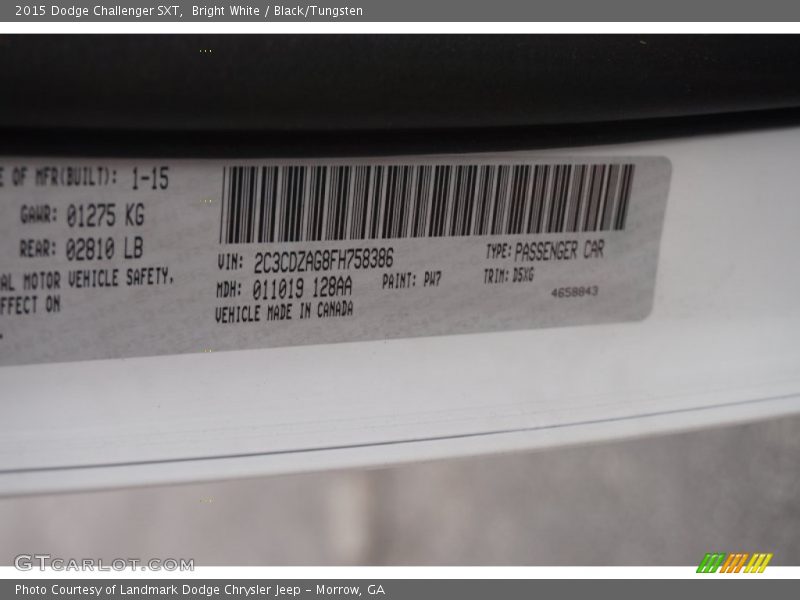 2015 Dodge Challenger SXT,  Bright White / Black/Tungsten
E OF MFR(BUILT): 1-15
GAWR: 01275 KG
REAR: 02810 LB
AL MOTOR VEHICLE SAFETY,
FFECT ON
VIN: 2C3CDZAG8FH758386
TYPE: PASSENGER CAR
MDH: 011019 128AA
PAINT: PW7
TRIM: D5XG
VEHICLE MADE IN CANADA
4658843
GTCARLOT.COM
Photo Courtesy of Landmark Dodge Chrysler Jeep – Morrow, GA